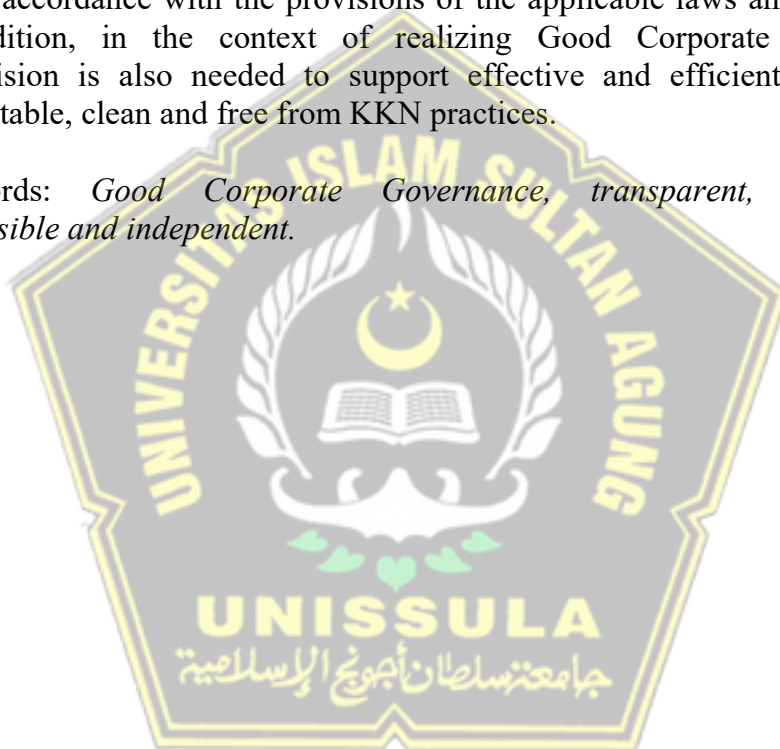 accordance with the provisions of the applicable laws an
dition, in the context of realizing Good Corporate
ision is also needed to support effective and efficient
table, clean and free from KKN practices.
rds: Good Corporate Governance, transparent,
sible and independent.
UNIVERSITAS ISLAM SULTAN AGUNG
UNISSULA
جامعتنسلطان أجونج الإسلامية